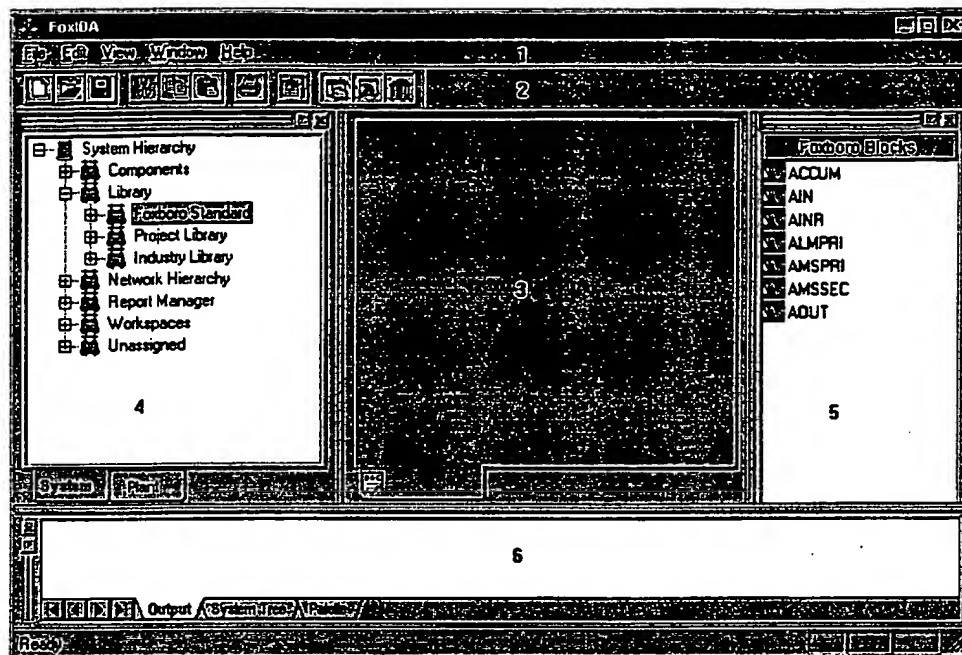 FoxIDA
File Edit View Window Help
1
2
System Hierarchy
Components
Library
Foxboro Standard
Project Library
Industry Library
Network Hierarchy
Report Manager
Workspaces
Unassigned
4
System Plant
3
Foxboro Blocks
ACCUM
AIN
AINR
ALMPRI
AMSPRI
AMSSEC
AOUT
5
6
Output System Tree Palette
Ready